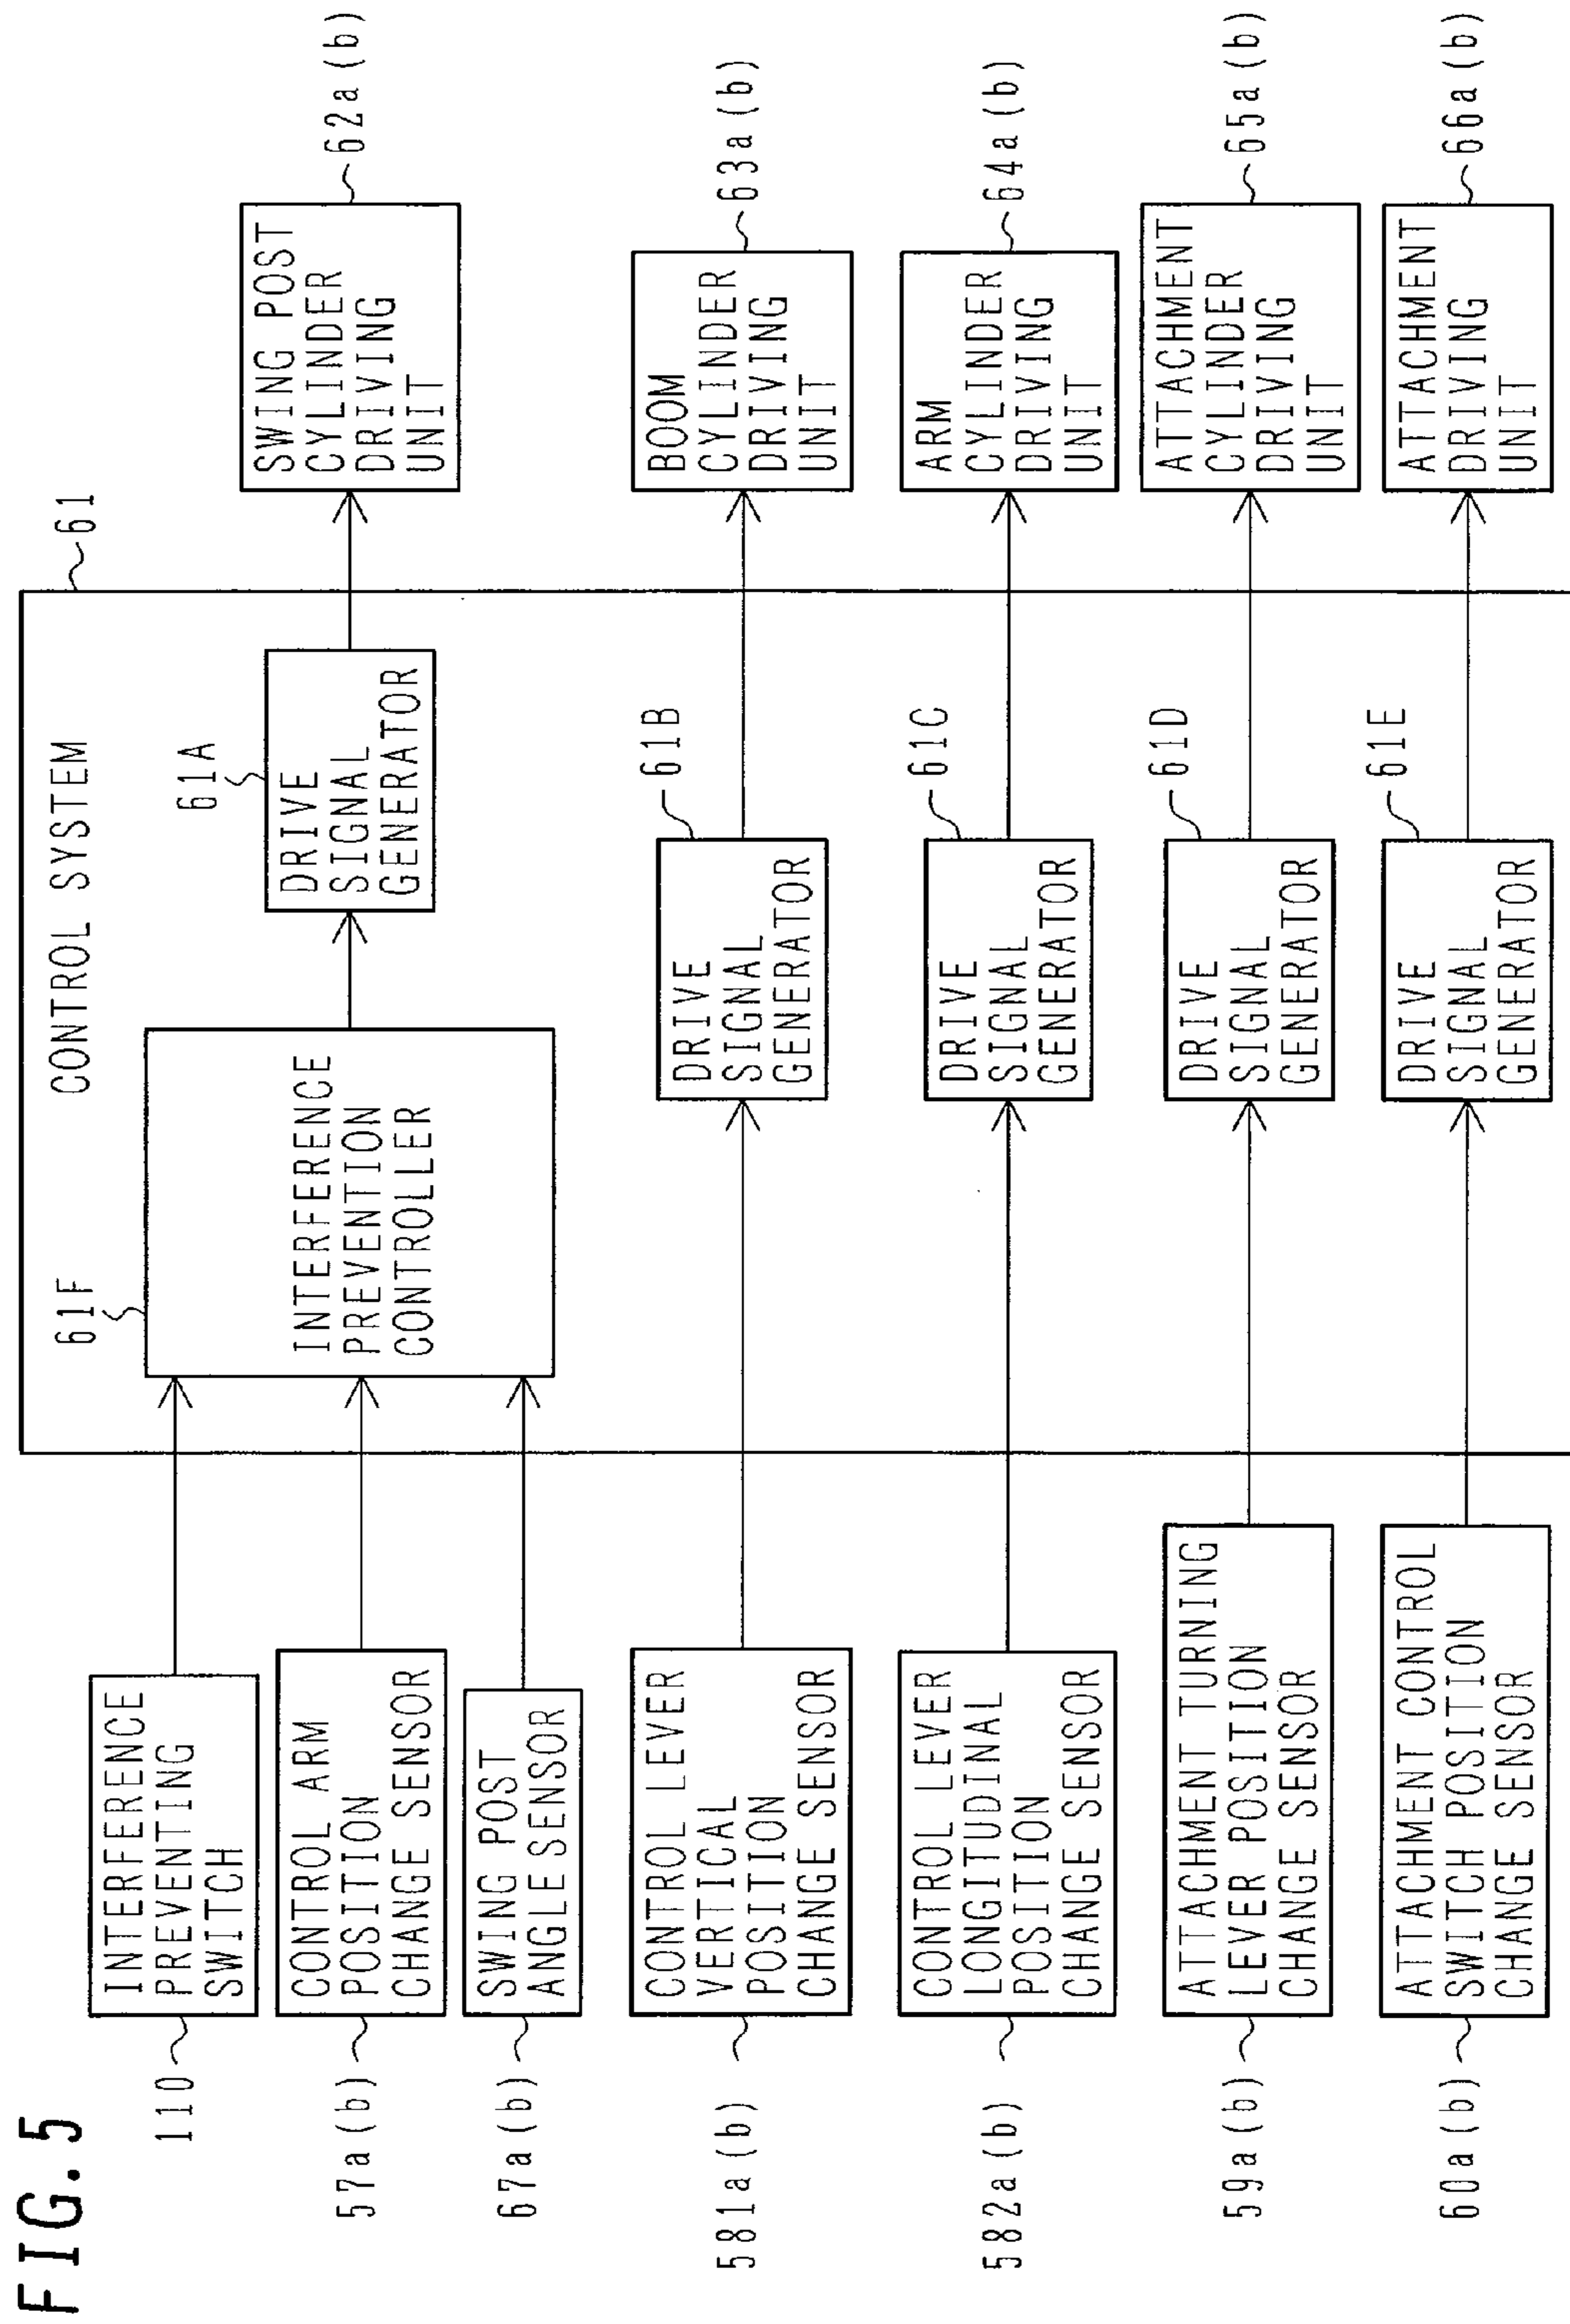 FIG.5
CONTROL SYSTEM
61
110
INTERFERENCE
PREVENTING
SWITCH
57a(b)
CONTROL ARM
POSITION
CHANGE SENSOR
67a(b)
SWING POST
ANGLE SENSOR
61F
INTERFERENCE
PREVENTION
CONTROLLER
61A
DRIVE
SIGNAL
GENERATOR
SWING POST
CYLINDER
DRIVING
UNIT
62a(b)
581a(b)
CONTROL LEVER
VERTICAL
POSITION
CHANGE SENSOR
61B
DRIVE
SIGNAL
GENERATOR
BOOM
CYLINDER
DRIVING
UNIT
63a(b)
582a(b)
CONTROL LEVER
LONGITUDINAL
POSITION
CHANGE SENSOR
61C
DRIVE
SIGNAL
GENERATOR
ARM
CYLINDER
DRIVING
UNIT
64a(b)
59a(b)
ATTACHMENT TURNING
LEVER POSITION
CHANGE SENSOR
61D
DRIVE
SIGNAL
GENERATOR
ATTACHMENT
CYLINDER
DRIVING
UNIT
65a(b)
60a(b)
ATTACHMENT CONTROL
SWITCH POSITION
CHANGE SENSOR
61E
DRIVE
SIGNAL
GENERATOR
ATTACHMENT
DRIVING
UNIT
66a(b)